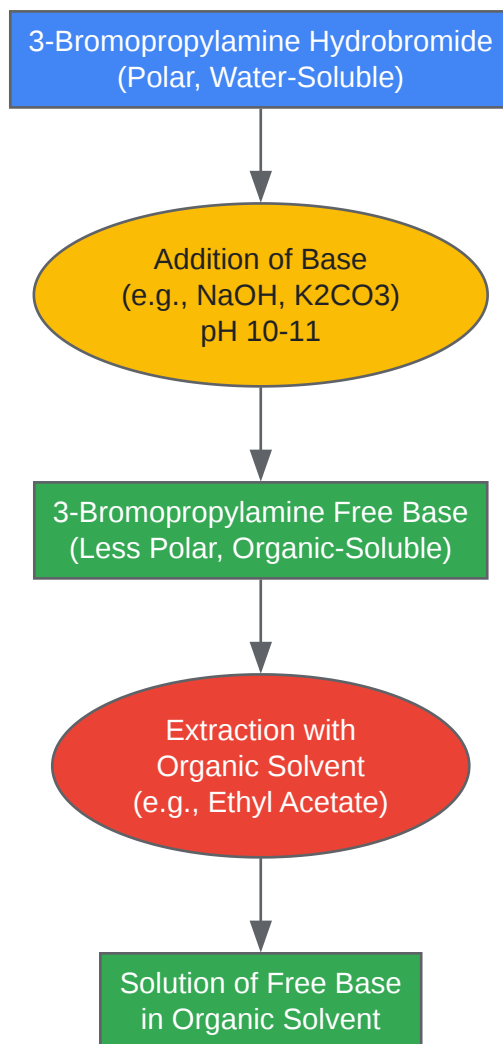 3-Bromopropylamine Hydrobromide
(Polar, Water-Soluble)
Addition of Base
(e.g., NaOH, K2CO3)
pH 10-11
3-Bromopropylamine Free Base
(Less Polar, Organic-Soluble)
Extraction with
Organic Solvent
(e.g., Ethyl Acetate)
Solution of Free Base
in Organic Solvent